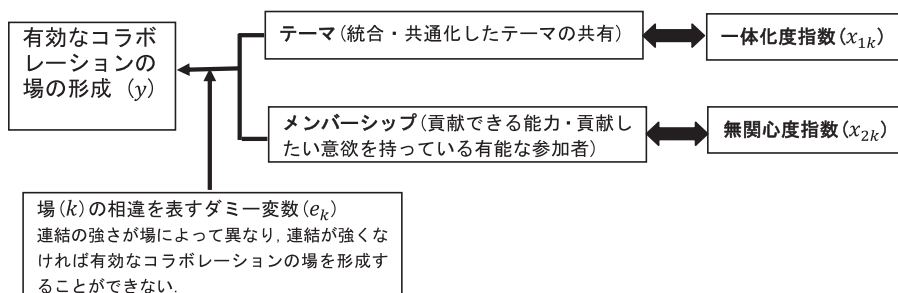 有効なコラボ
レーションの
場の形成 (y)
テーマ(統合・共通化したテーマの共有)
一体化度指数(x₁ₖ)
メンバーシップ(貢献できる能力・貢献し
たい意欲を持っている有能な参加者)
無関心度指数(x₂ₖ)
場(k)の相違を表すダミー変数(eₖ)
連結の強さが場によって異なり, 連結が強くな
ければ有効なコラボレーションの場を形成す
ることができない.